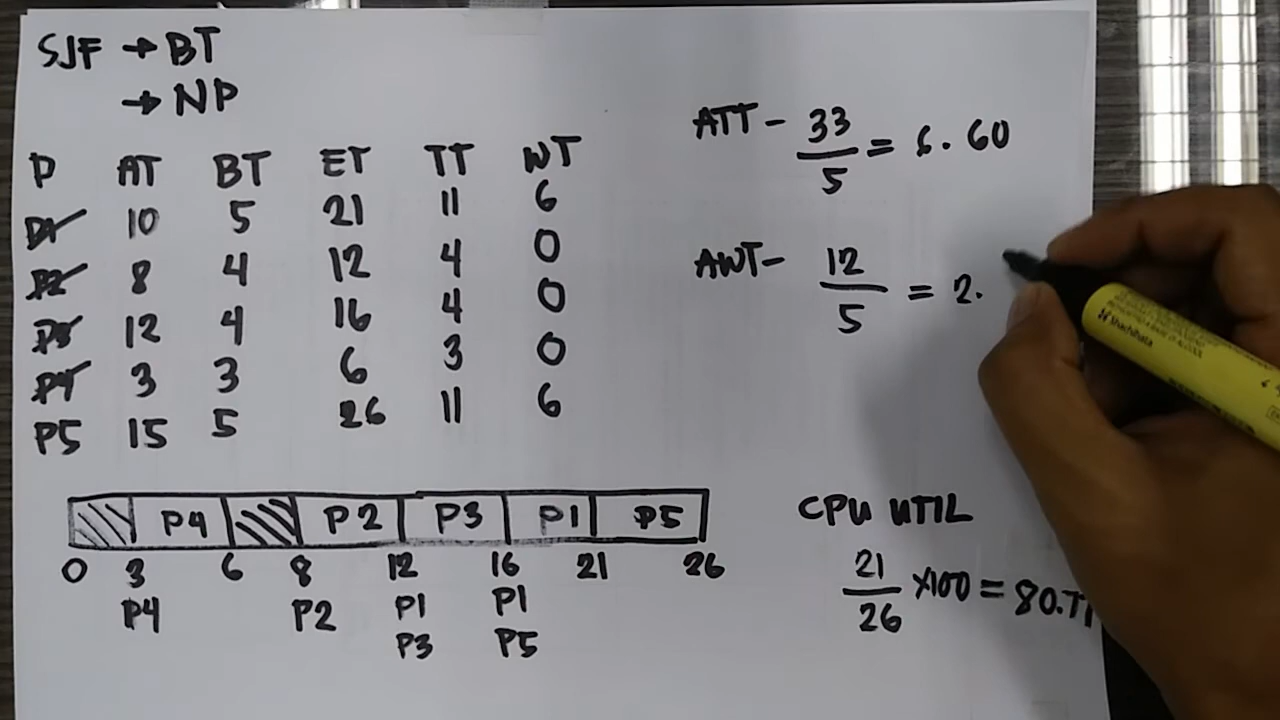 SJF → BT
→ NP
P AT BT ET TT WT
P1 10 5 21 11 6
P2 8 4 12 4 0
P3 12 4 16 4 0
P4 3 3 6 3 0
P5 15 5 26 11 6
ATT - 33/5 = 6.60
AWT - 12/5 = 2.
P4 P2 P3 P1 P5
0 3 6 8 12 16 21 26
P4 P2 P1 P1
P3 P5
CPU UTIL
21/26 ×100 = 80.77
Shachihata